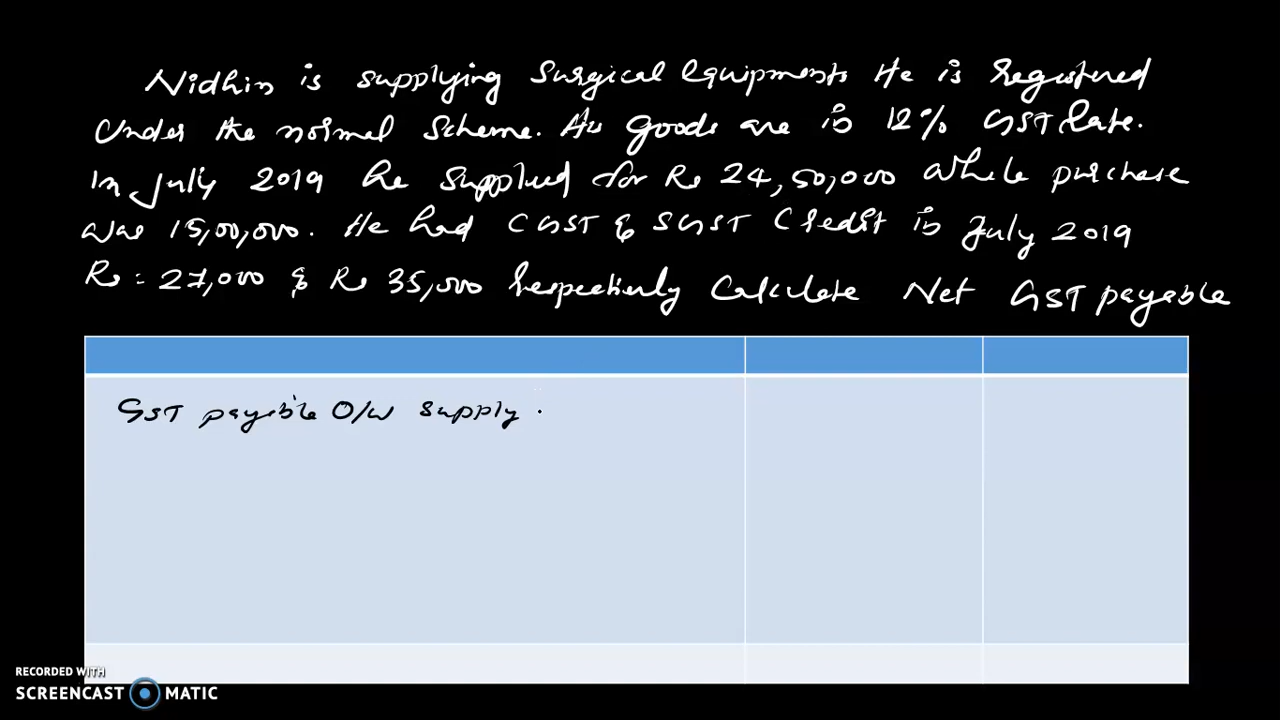 Nidhin is supplying Surgical Equipments He is Registered
Under the normal Scheme. All Goods are is 12% GST Rate.
In July 2019 he supplied for Rs 24,50,000 while purchase
was 15,00,000. He had CGST & SGST Credit is July 2019
Rs = 27,000 & Rs 35,000 respectively Calculate Net GST payable
GST payable O/W supply
RECORDED WITH
SCREENCAST MATIC